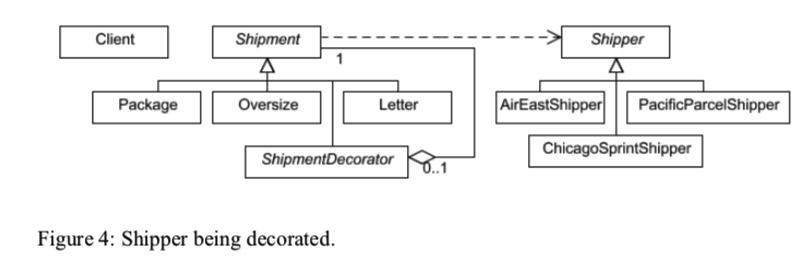 Client
Shipment
Shipper
1
Package
Oversize
Letter
AirEastShipper
PacificParcelShipper
ShipmentDecorator
0..1
ChicagoSprintShipper
Figure 4: Shipper being decorated.